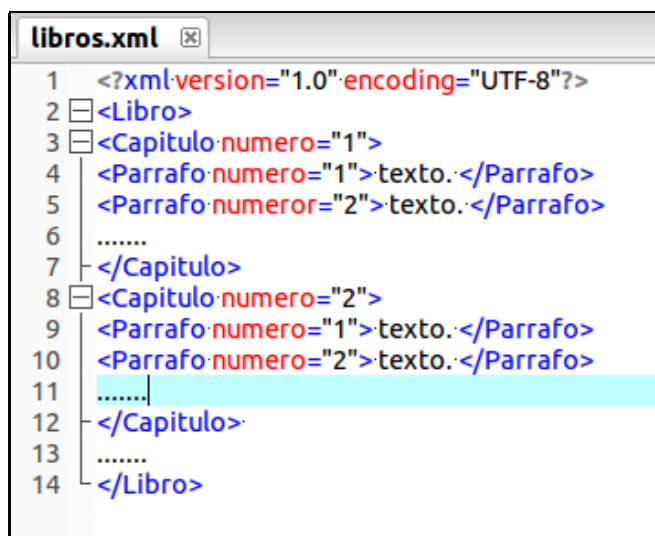 libros.xml
1 <?xml version="1.0" encoding="UTF-8"?>
2 <Libro>
3 <Capitulo numero="1">
4 <Parrafo numero="1"> texto. </Parrafo>
5 <Parrafo numeror="2"> texto. </Parrafo>
6 .......
7 </Capitulo>
8 <Capitulo numero="2">
9 <Parrafo numero="1"> texto. </Parrafo>
10 <Parrafo numero="2"> texto. </Parrafo>
11 .......
12 </Capitulo>
13 .......
14 </Libro>